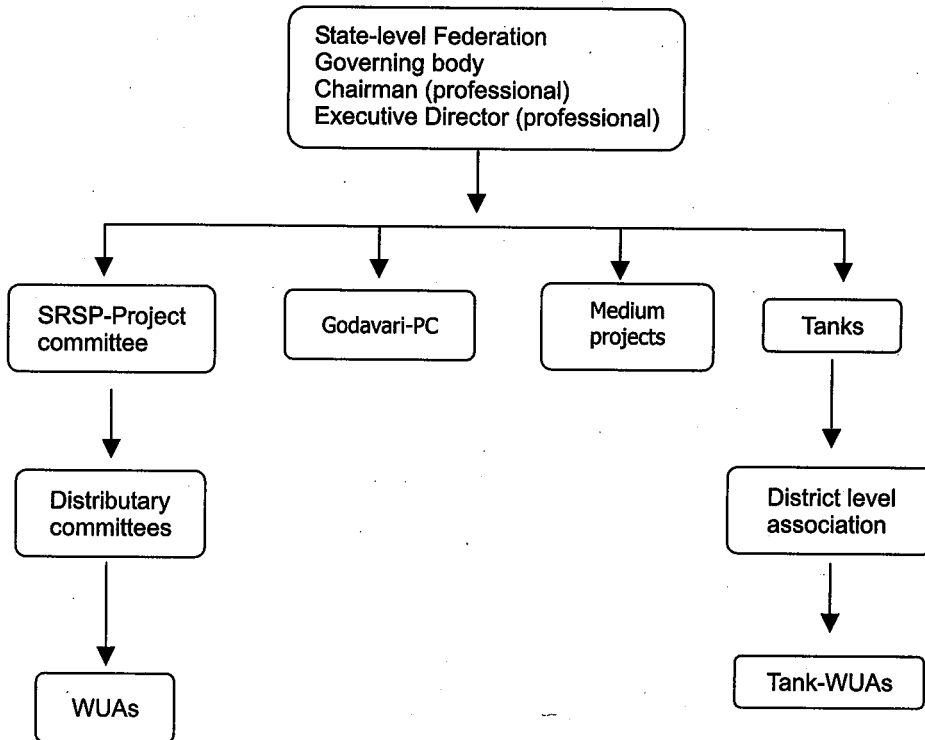 State-level Federation
Governing body
Chairman (professional)
Executive Director (professional)
SRSP-Project
committee
Godavari-PC
Medium
projects
Tanks
Distributary
committees
District level
association
WUAs
Tank-WUAs